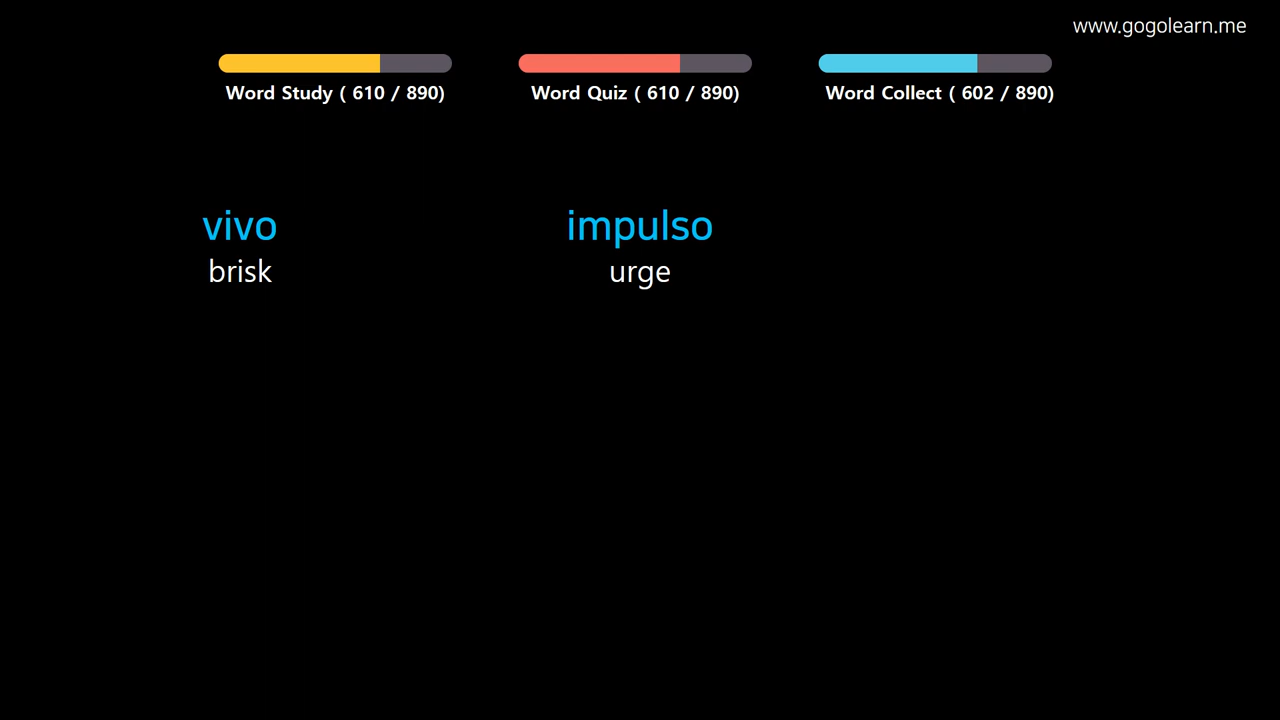 www.gogolearn.me
Word Study ( 610 / 890)
Word Quiz ( 610 / 890)
Word Collect ( 602 / 890)
vivo
brisk
impulso
urge